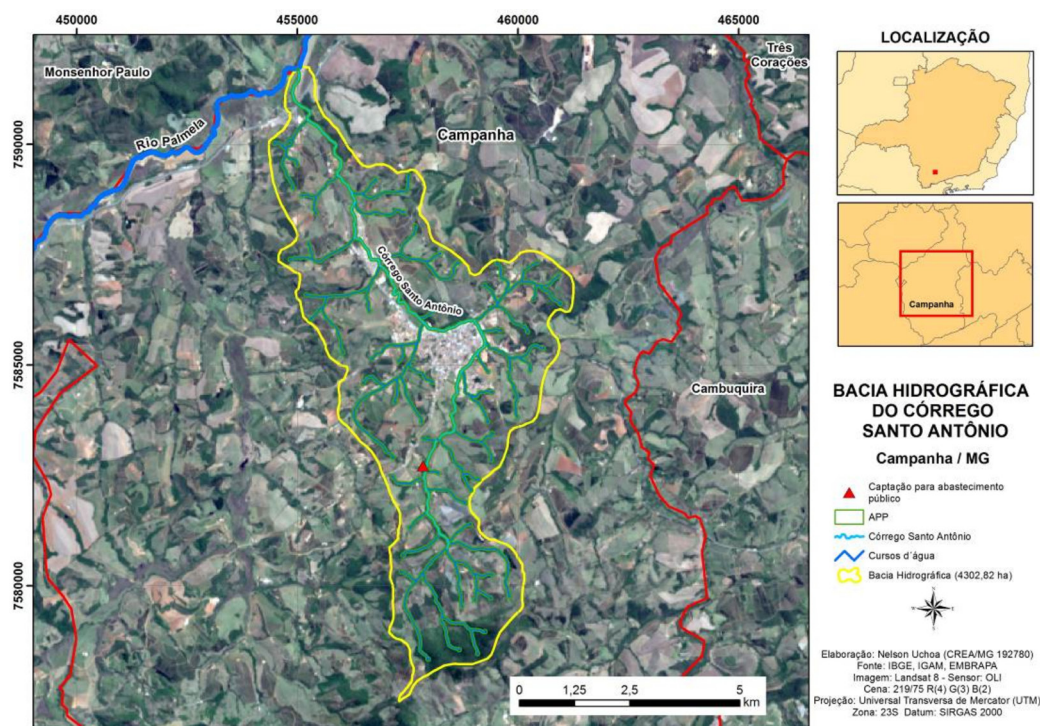 450000
455000
460000
465000
7590000
7585000
7580000
Monsenhor Paulo
Três
Corações
Rio Palmela
Campanha
Córrego Santo Antônio
Cambuquira
0
1,25
2,5
5
km
LOCALIZAÇÃO
Campanha
BACIA HIDROGRÁFICA
DO CÓRREGO
SANTO ANTÔNIO
Campanha / MG
Captação para abastecimento
público
APP
Córrego Santo Antônio
Cursos d´água
Bacia Hidrográfica (4302,82 ha)
Elaboração: Nelson Uchoa (CREA/MG 192780)
Fonte: IBGE, IGAM, EMBRAPA
Imagem: Landsat 8 - Sensor: OLI
Cena: 219/75 R(4) G(3) B(2)
Projeção: Universal Transversa de Mercator (UTM)
Zona: 23S Datum: SIRGAS 2000